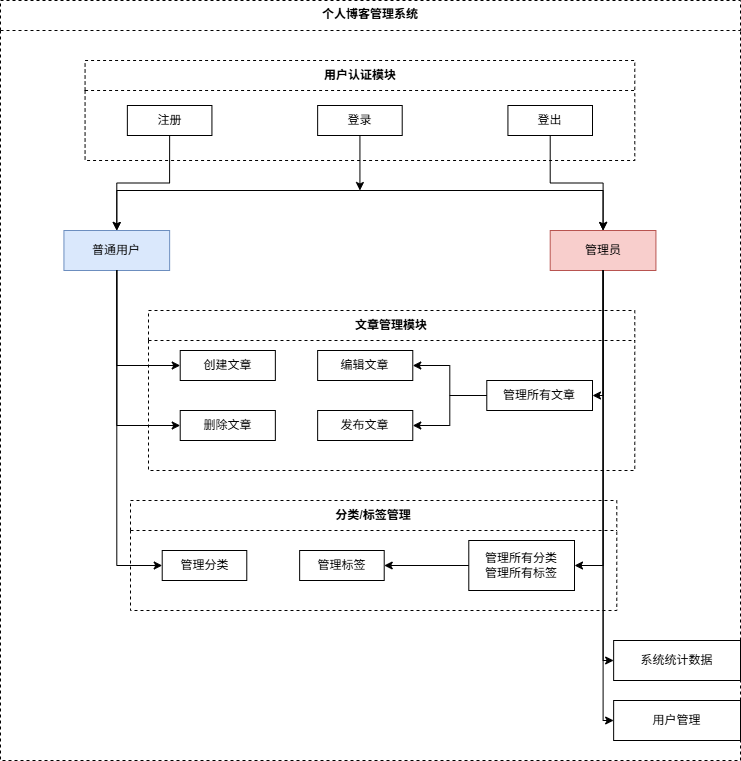 个人博客管理系统
用户认证模块
注册
登录
登出
普通用户
管理员
文章管理模块
创建文章
编辑文章
管理所有文章
删除文章
发布文章
分类/标签管理
管理分类
管理标签
管理所有分类
管理所有标签
系统统计数据
用户管理